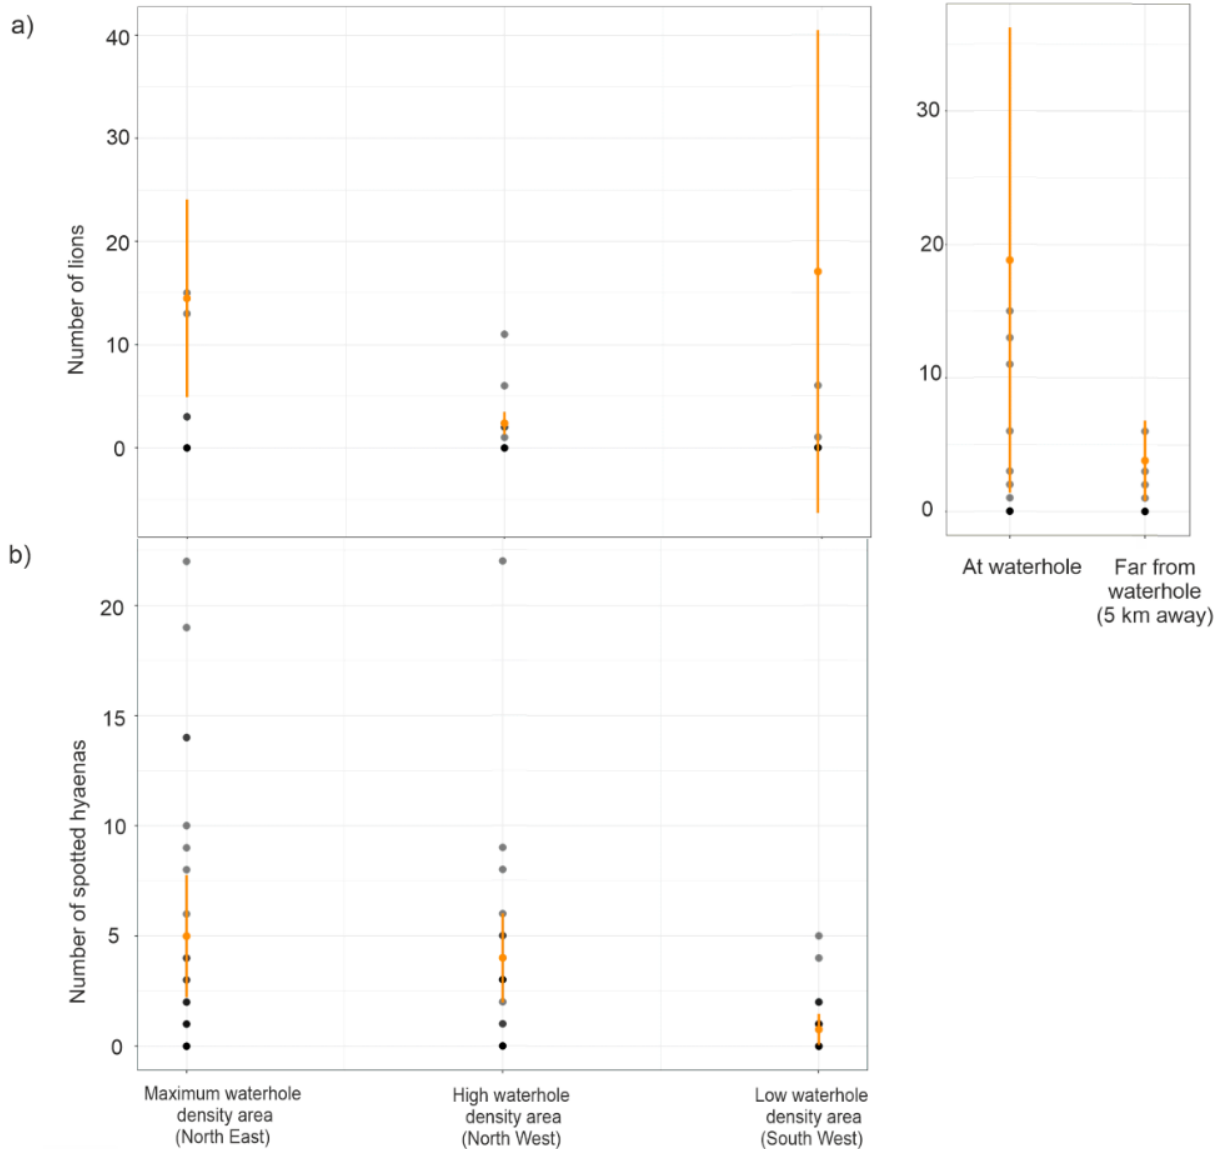 a)
Number of lions
40
30
20
10
0
30
20
10
0
At waterhole
Far from
waterhole
(5 km away)
b)
Number of spotted hyaenas
20
15
10
5
0
Maximum waterhole
density area
(North East)
High waterhole
density area
(North West)
Low waterhole
density area
(South West)